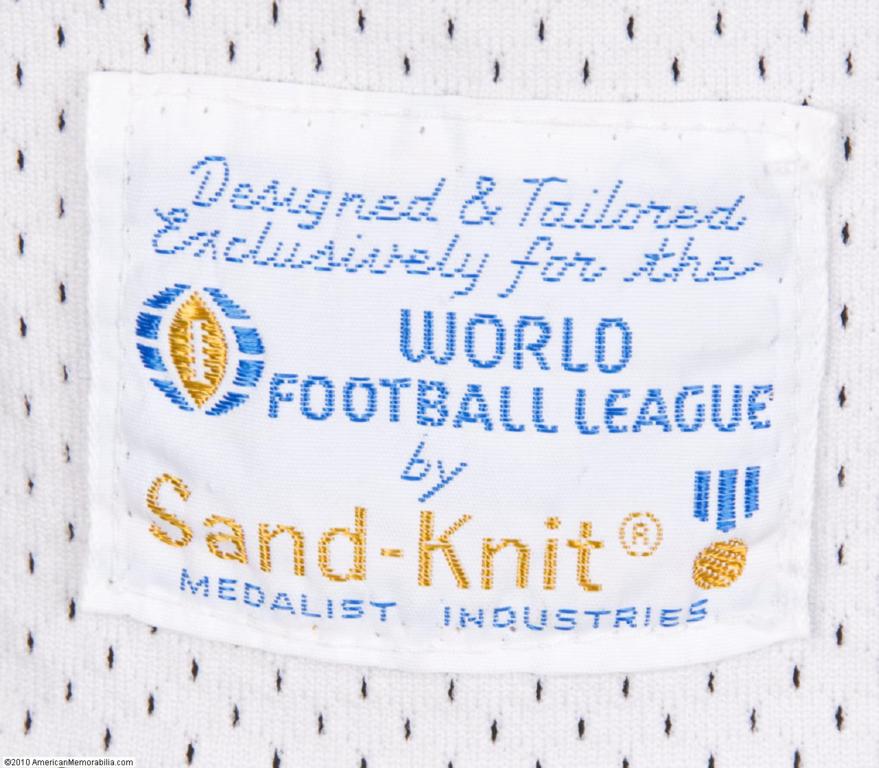 Designed & Tailored
Exclusively for the
WORLD
FOOTBALL LEAGUE
by
Sand-Knit®
MEDALIST INDUSTRIES
©2010 AmericanMemorabilia.com